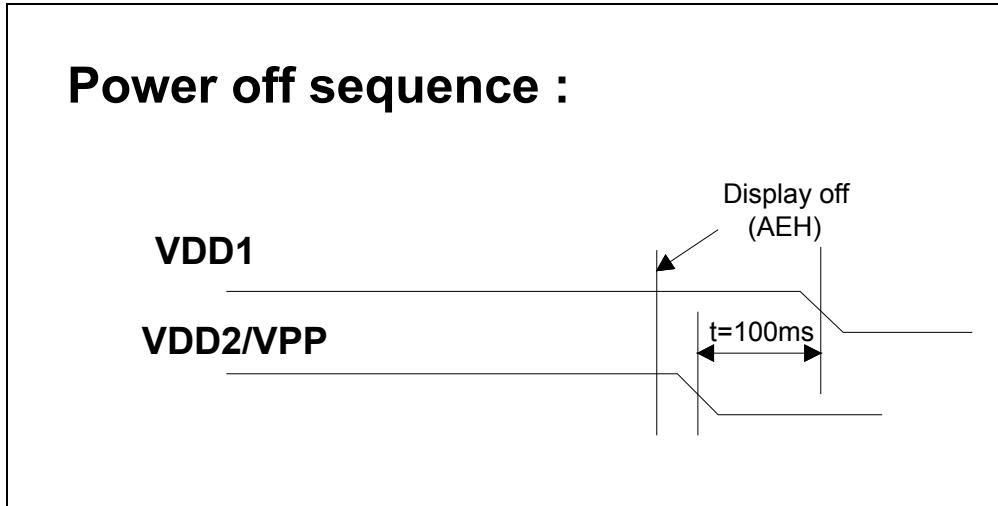 Power off sequence :
Display off
(AEH)
VDD1
VDD2/VPP
t=100ms